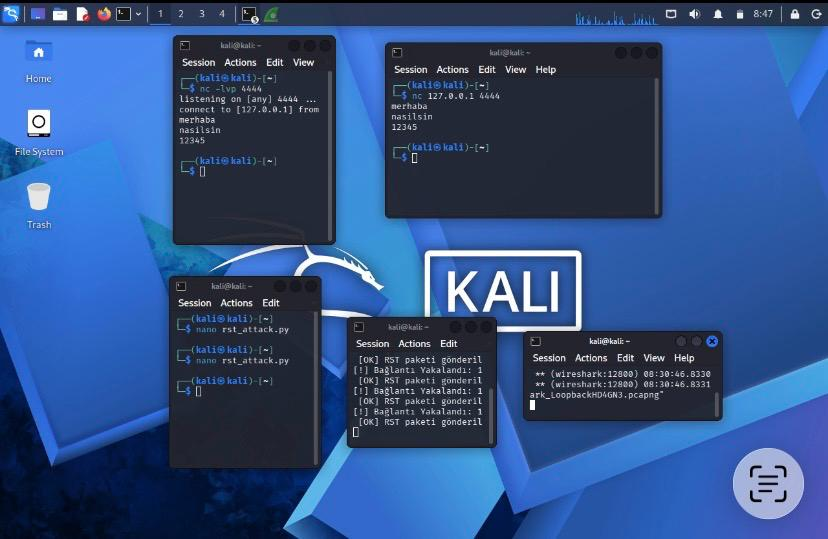 1 2 3 4
8:47
Home
File System
Trash
kali@kali: ~
Session Actions Edit View
(kali㉿kali)-[~]
$ nc -lvp 4444
listening on [any] 4444 ...
connect to [127.0.0.1] from
merhaba
nasilsin
12345
(kali㉿kali)-[~]
$
kali@kali: ~
Session Actions Edit View Help
(kali㉿kali)-[~]
$ nc 127.0.0.1 4444
merhaba
nasilsin
12345
(kali㉿kali)-[~]
$
KALI
kali@kali: ~
Session Actions Edit
(kali㉿kali)-[~]
$ nano rst_attack.py
(kali㉿kali)-[~]
$ nano rst_attack.py
(kali㉿kali)-[~]
$
kali@kali: ~
Session Actions Edit
[OK] RST paketi gönderil
[!] Bağlantı Yakalandı: 1
[OK] RST paketi gönderil
[!] Bağlantı Yakalandı: 1
[OK] RST paketi gönderil
[!] Bağlantı Yakalandı: 1
[OK] RST paketi gönderil
kali@kali: ~
Session Actions Edit View Help
** (wireshark:12800) 08:30:46.8330
** (wireshark:12800) 08:30:46.8331
ark_LoopbackHD4GN3.pcapng"